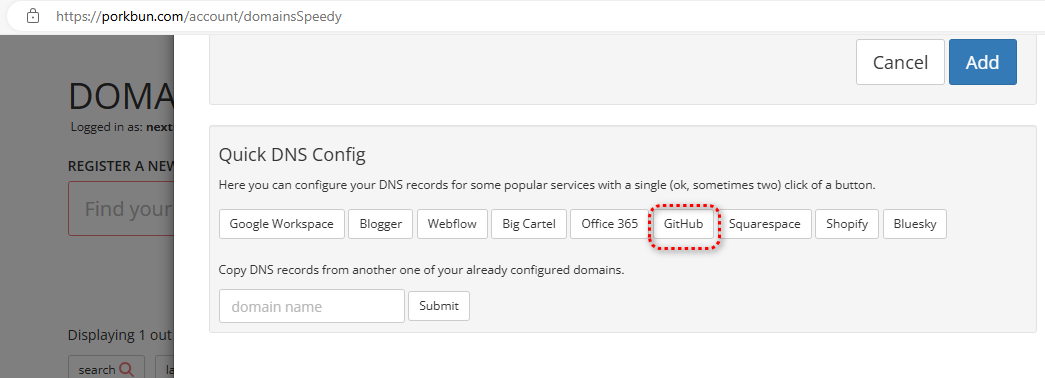 https://porkbun.com/account/domainsSpeedy
Cancel
Add
DOMA
Logged in as: next
REGISTER A NEW
Find your
Quick DNS Config
Here you can configure your DNS records for some popular services with a single (ok, sometimes two) click of a button.
Google Workspace Blogger Webflow Big Cartel Office 365 GitHub Squarespace Shopify Bluesky
Copy DNS records from another one of your already configured domains.
domain name Submit
Displaying 1 out
search la